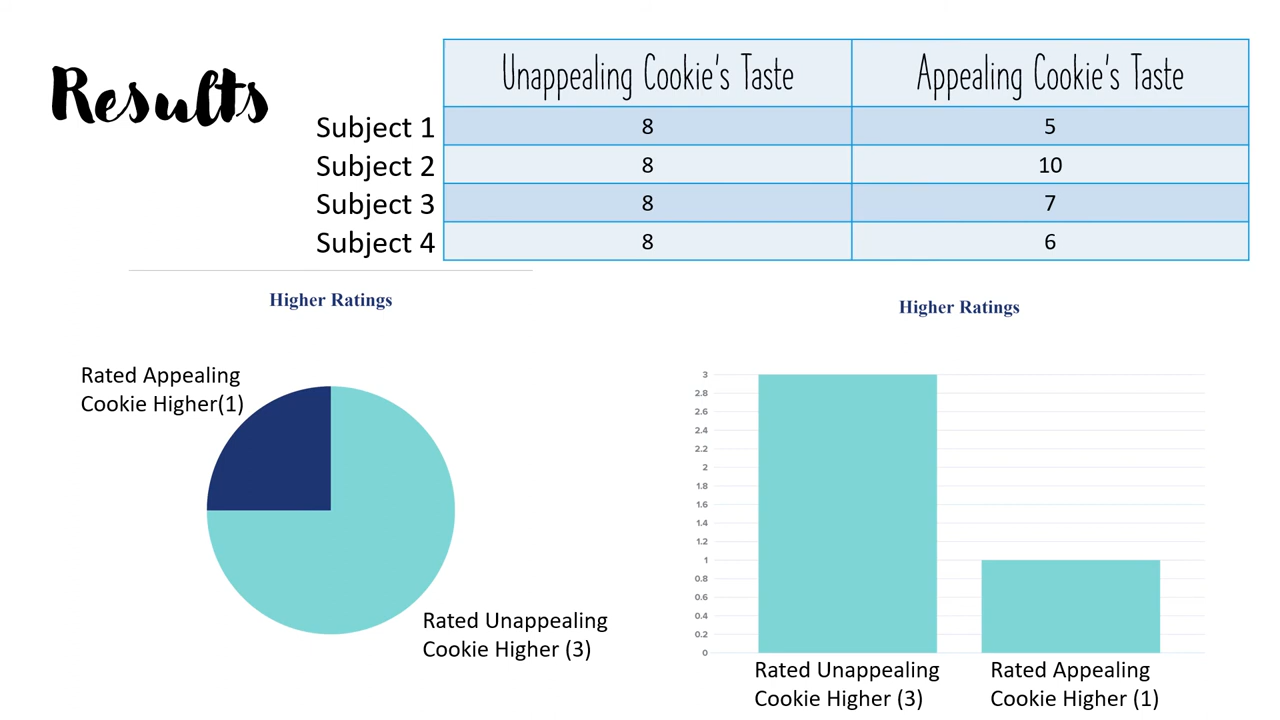 Results
Unappealing Cookie's Taste Appealing Cookie's Taste
Subject 1 8 5
Subject 2 8 10
Subject 3 8 7
Subject 4 8 6
Higher Ratings
Rated Appealing
Cookie Higher(1)
Rated Unappealing
Cookie Higher (3)
Higher Ratings
3
2.8
2.6
2.4
2.2
2
1.8
1.6
1.4
1.2
1
0.8
0.6
0.4
0.2
0
Rated Unappealing
Cookie Higher (3)
Rated Appealing
Cookie Higher (1)